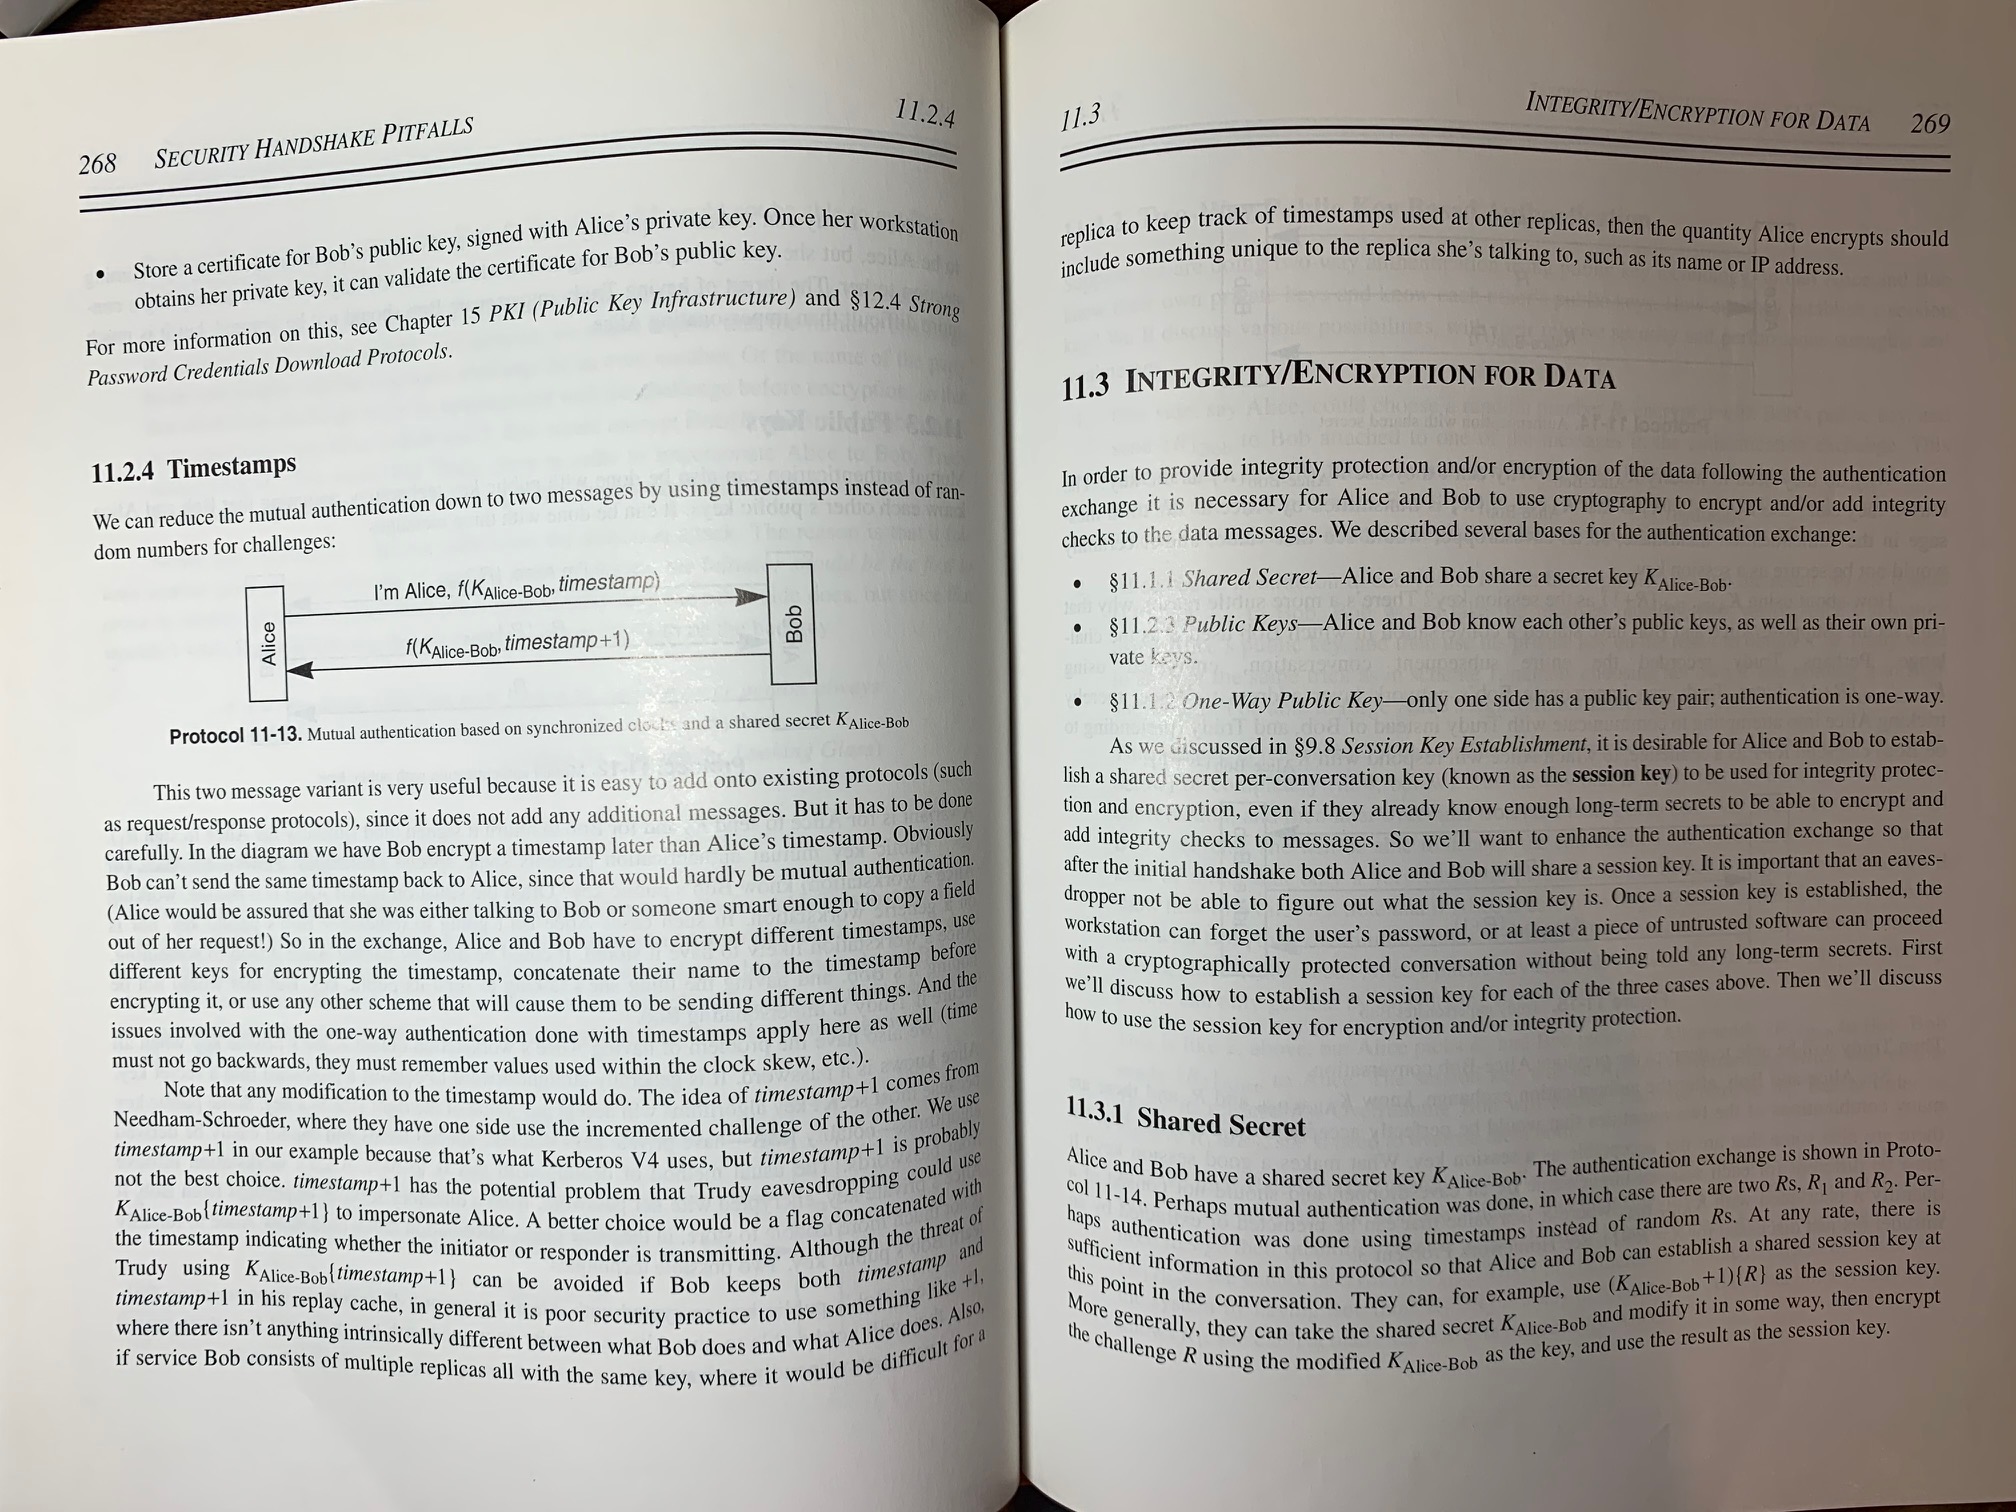 268 SECURITY HANDSHAKE PITFALLS 11.2.4
• Store a certificate for Bob's public key, signed with Alice's private key. Once her workstation
obtains her private key, it can validate the certificate for Bob's public key.
For more information on this, see Chapter 15 PKI (Public Key Infrastructure) and §12.4 Strong
Password Credentials Download Protocols.
11.2.4 Timestamps
We can reduce the mutual authentication down to two messages by using timestamps instead of ran-
dom numbers for challenges:
I'm Alice, f(KAlice-Bob, timestamp)
Alice
Bob
f(KAlice-Bob, timestamp+1)
Protocol 11-13. Mutual authentication based on synchronized clocks and a shared secret KAlice-Bob
This two message variant is very useful because it is easy to add onto existing protocols (such
as request/response protocols), since it does not add any additional messages. But it has to be done
carefully. In the diagram we have Bob encrypt a timestamp later than Alice's timestamp. Obviously
Bob can't send the same timestamp back to Alice, since that would hardly be mutual authentication.
(Alice would be assured that she was either talking to Bob or someone smart enough to copy a field
out of her request!) So in the exchange, Alice and Bob have to encrypt different timestamps, use
different keys for encrypting the timestamp, concatenate their name to the timestamp before
encrypting it, or use any other scheme that will cause them to be sending different things. And the
issues involved with the one-way authentication done with timestamps apply here as well (time
must not go backwards, they must remember values used within the clock skew, etc.).
Note that any modification to the timestamp would do. The idea of timestamp+1 comes from
Needham-Schroeder, where they have one side use the incremented challenge of the other. We use
timestamp+1 in our example because that's what Kerberos V4 uses, but timestamp+1 is probably
not the best choice. timestamp+1 has the potential problem that Trudy eavesdropping could use
KAlice-Bob{timestamp+1} to impersonate Alice. A better choice would be a flag concatenated with
the timestamp indicating whether the initiator or responder is transmitting. Although the threat of
Trudy using KAlice-Bob{timestamp+1} can be avoided if Bob keeps both timestamp and
timestamp+1 in his replay cache, in general it is poor security practice to use something like +1,
where there isn't anything intrinsically different between what Bob does and what Alice does. Also,
if service Bob consists of multiple replicas all with the same key, where it would be difficult for a
11.3 INTEGRITY/ENCRYPTION FOR DATA 269
replica to keep track of timestamps used at other replicas, then the quantity Alice encrypts should
include something unique to the replica she's talking to, such as its name or IP address.
11.3 INTEGRITY/ENCRYPTION FOR DATA
In order to provide integrity protection and/or encryption of the data following the authentication
exchange it is necessary for Alice and Bob to use cryptography to encrypt and/or add integrity
checks to the data messages. We described several bases for the authentication exchange:
• §11.1.1 Shared Secret—Alice and Bob share a secret key KAlice-Bob.
• §11.2.3 Public Keys—Alice and Bob know each other's public keys, as well as their own pri-
vate keys.
• §11.1.2 One-Way Public Key—only one side has a public key pair; authentication is one-way.
As we discussed in §9.8 Session Key Establishment, it is desirable for Alice and Bob to estab-
lish a shared secret per-conversation key (known as the session key) to be used for integrity protec-
tion and encryption, even if they already know enough long-term secrets to be able to encrypt and
add integrity checks to messages. So we'll want to enhance the authentication exchange so that
after the initial handshake both Alice and Bob will share a session key. It is important that an eaves-
dropper not be able to figure out what the session key is. Once a session key is established, the
workstation can forget the user's password, or at least a piece of untrusted software can proceed
with a cryptographically protected conversation without being told any long-term secrets. First
we'll discuss how to establish a session key for each of the three cases above. Then we'll discuss
how to use the session key for encryption and/or integrity protection.
11.3.1 Shared Secret
Alice and Bob have a shared secret key KAlice-Bob. The authentication exchange is shown in Proto-
col 11-14. Perhaps mutual authentication was done, in which case there are two Rs, R1 and R2. Per-
haps authentication was done using timestamps instead of random Rs. At any rate, there is
sufficient information in this protocol so that Alice and Bob can establish a shared session key at
this point in the conversation. They can, for example, use (KAlice-Bob+1){R} as the session key.
More generally, they can take the shared secret KAlice-Bob and modify it in some way, then encrypt
the challenge R using the modified KAlice-Bob as the key, and use the result as the session key.